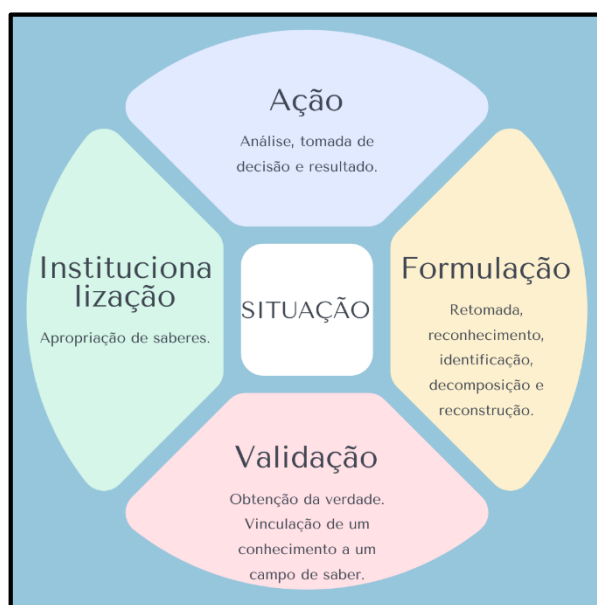 Ação
Análise, tomada de
decisão e resultado.
Instituciona
lização
Apropriação de saberes.
SITUAÇÃO
Formulação
Retomada,
reconhecimento,
identificação,
decomposição e
reconstrução.
Validação
Obtenção da verdade.
Vinculação de um
conhecimento a um
campo de saber.